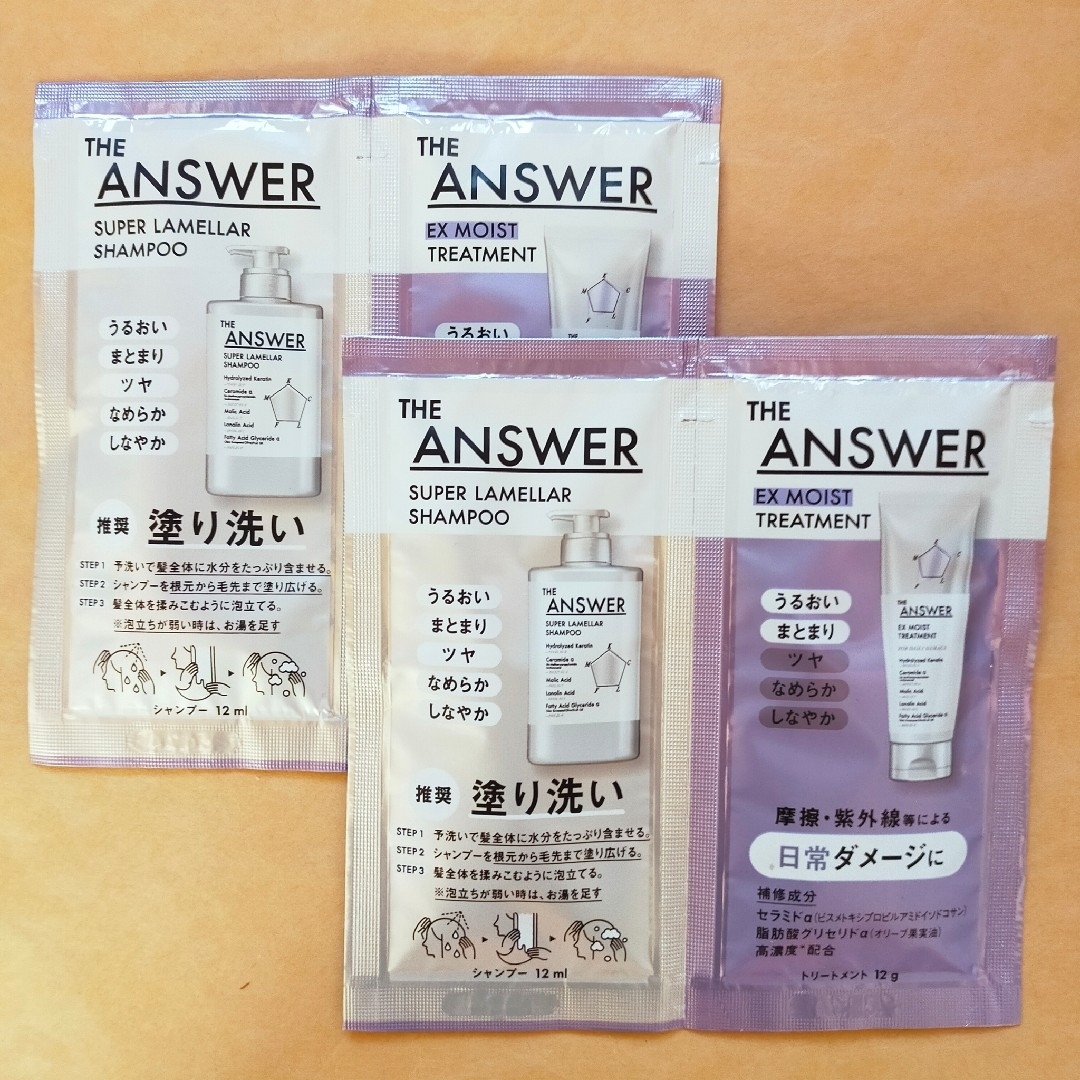 THE
ANSWER
SUPER LAMELLAR
SHAMPOO
うるおい
まとまり
ツヤ
なめらか
しなやか
THE
ANSWER
SUPER LAMELLAR
SHAMPOO
Hydrolyzed Keratin
Ceramide α
Malic Acid
Lanolin Acid
Fatty Acid Glyceride α
推奨 塗り洗い
STEP 1 予洗いで髪全体に水分をたっぷり含ませる。
STEP 2 シャンプーを根元から毛先まで塗り広げる。
STEP 3 髪全体を揉みこむように泡立てる。
※泡立ちが弱い時は、お湯を足す
シャンプー 12 ml
THE
ANSWER
EX MOIST
TREATMENT
うるおい
THE
ANSWER
SUPER LAMELLAR
SHAMPOO
うるおい
まとまり
ツヤ
なめらか
しなやか
THE
ANSWER
SUPER LAMELLAR
SHAMPOO
Hydrolyzed Keratin
Ceramide α
Malic Acid
Lanolin Acid
Fatty Acid Glyceride α
推奨 塗り洗い
STEP 1 予洗いで髪全体に水分をたっぷり含ませる。
STEP 2 シャンプーを根元から毛先まで塗り広げる。
STEP 3 髪全体を揉みこむように泡立てる。
※泡立ちが弱い時は、お湯を足す
シャンプー 12 ml
THE
ANSWER
EX MOIST
TREATMENT
うるおい
まとまり
ツヤ
なめらか
しなやか
THE
ANSWER
EX MOIST
TREATMENT
Hydrolyzed Keratin
Ceramide α
Malic Acid
Lanolin Acid
Fatty Acid Glyceride α
摩擦・紫外線等による
日常ダメージに
補修成分
セラミドα(ビスメトキシプロピルアミドイソドコサン)
脂肪酸グリセリドα(オリーブ果実油)
高濃度*配合
トリートメント 12 g